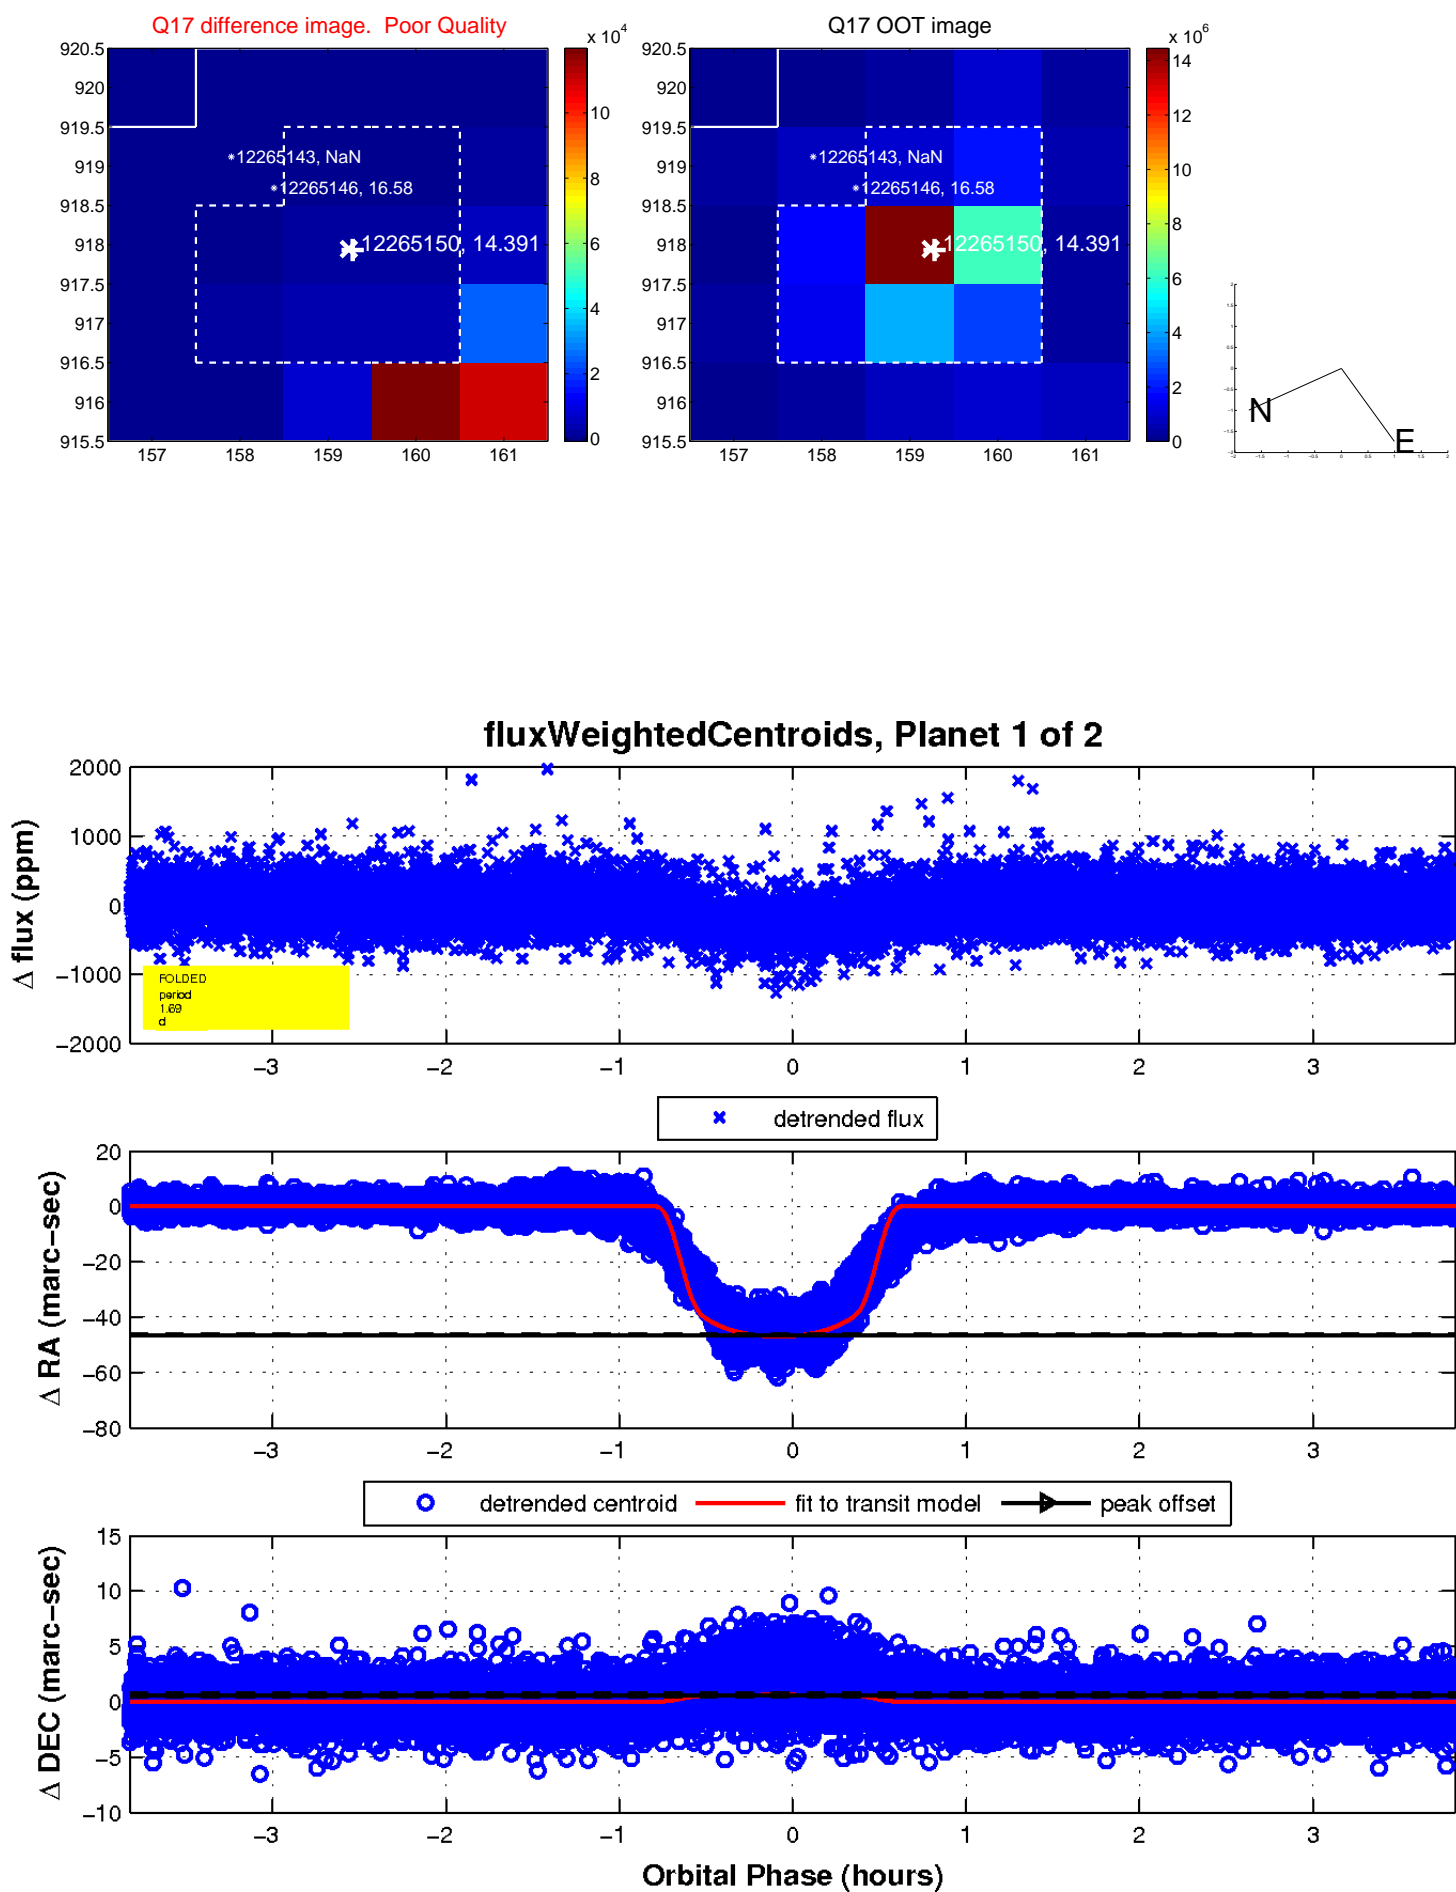 Q17 difference image. Poor Quality
x 10^4
920.5
920
919.5
919
918.5
918
917.5
917
916.5
916
915.5
12265143, NaN
12265146, 16.58
12265150, 14.391
157 158 159 160 161
10
8
6
4
2
0
Q17 OOT image
x 10^6
920.5
920
919.5
919
918.5
918
917.5
917
916.5
916
915.5
12265143, NaN
12265146, 16.58
12265150, 14.391
157 158 159 160 161
14
12
10
8
6
4
2
0
N
E
fluxWeightedCentroids, Planet 1 of 2
Δ flux (ppm)
2000
1000
0
−1000
−2000
FOLDED
period
1.69
d
−3 −2 −1 0 1 2 3
detrended flux
Δ RA (marc−sec)
20
0
−20
−40
−60
−80
−3 −2 −1 0 1 2 3
detrended centroid fit to transit model peak offset
Δ DEC (marc−sec)
15
10
5
0
−5
−10
−3 −2 −1 0 1 2 3
Orbital Phase (hours)